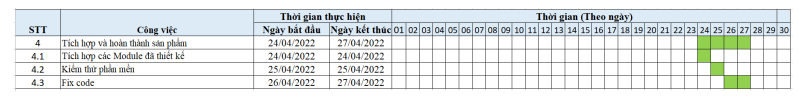 Thời gian thực hiện Thời gian (Theo ngày)
STT Công việc Ngày bắt đầu Ngày kết thúc 01 02 03 04 05 06 07 08 09 10 11 12 13 14 15 16 17 18 19 20 21 22 23 24 25 26 27 28 29 30
4 Tích hợp và hoàn thành sản phẩm 24/04/2022 27/04/2022
4.1 Tích hợp các Module đã thiết kế 24/04/2022 24/04/2022
4.2 Kiểm thử phần mền 25/04/2022 25/04/2022
4.3 Fix code 26/04/2022 27/04/2022